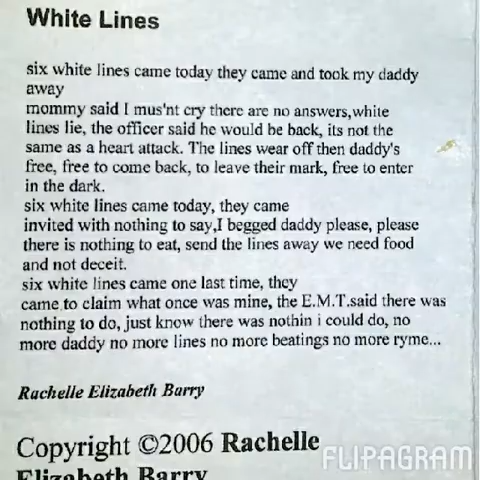 White Lines
six white lines came today they came and took my daddy
away
mommy said I mus'nt cry there are no answers,white
lines lie, the officer said he would be back, its not the
same as a heart attack. The lines wear off then daddy's
free, free to come back, to leave their mark, free to enter
in the dark.
six white lines came today, they came
invited with nothing to say,I begged daddy please, please
there is nothing to eat, send the lines away we need food
and not deceit.
six white lines came one last time, they
came to claim what once was mine, the E.M.T.said there was
nothing to do, just know there was nothin i could do, no
more daddy no more lines no more beatings no more ryme...
Rachelle Elizabeth Barry
Copyright ©2006 Rachelle
Elizabeth Barry
FLIPAGRAM